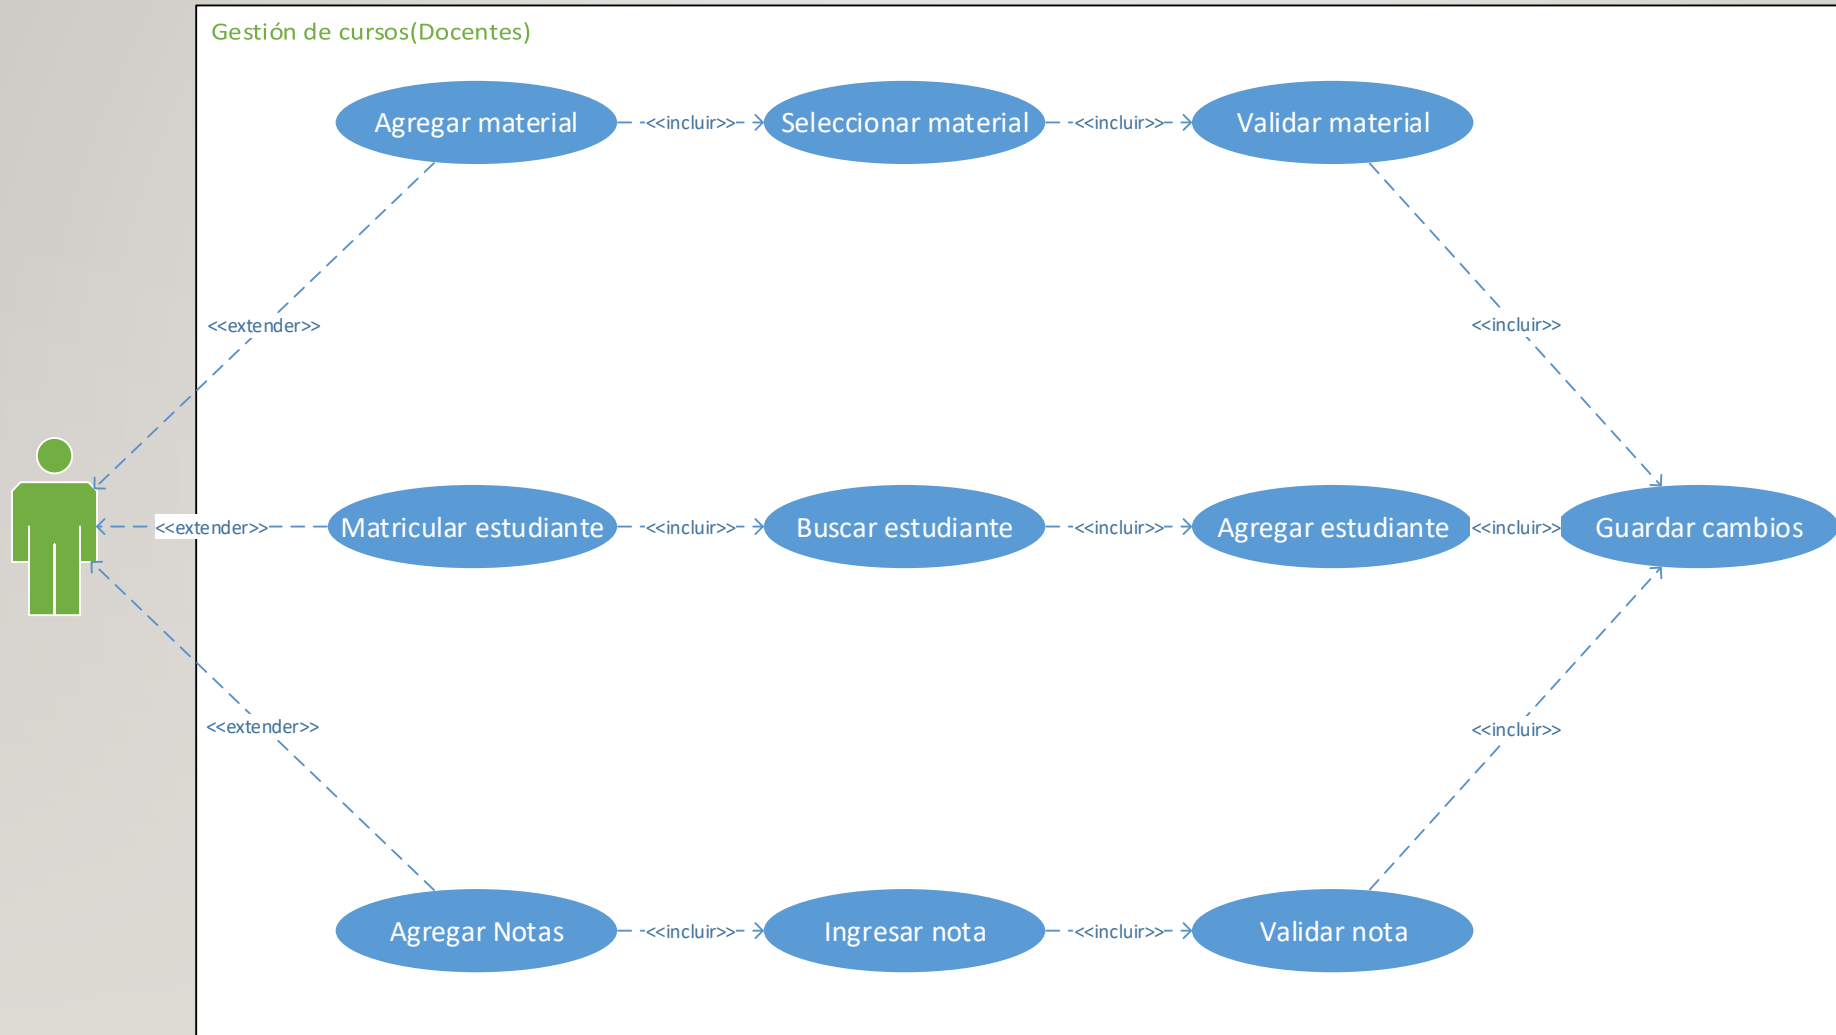 Gestión de cursos(Docentes)
Agregar material
<<incluir>>
Seleccionar material
<<incluir>>
Validar material
<<extender>>
<<incluir>>
<<extender>>
Matricular estudiante
<<incluir>>
Buscar estudiante
<<incluir>>
Agregar estudiante
<<incluir>>
Guardar cambios
<<extender>>
<<incluir>>
Agregar Notas
<<incluir>>
Ingresar nota
<<incluir>>
Validar nota